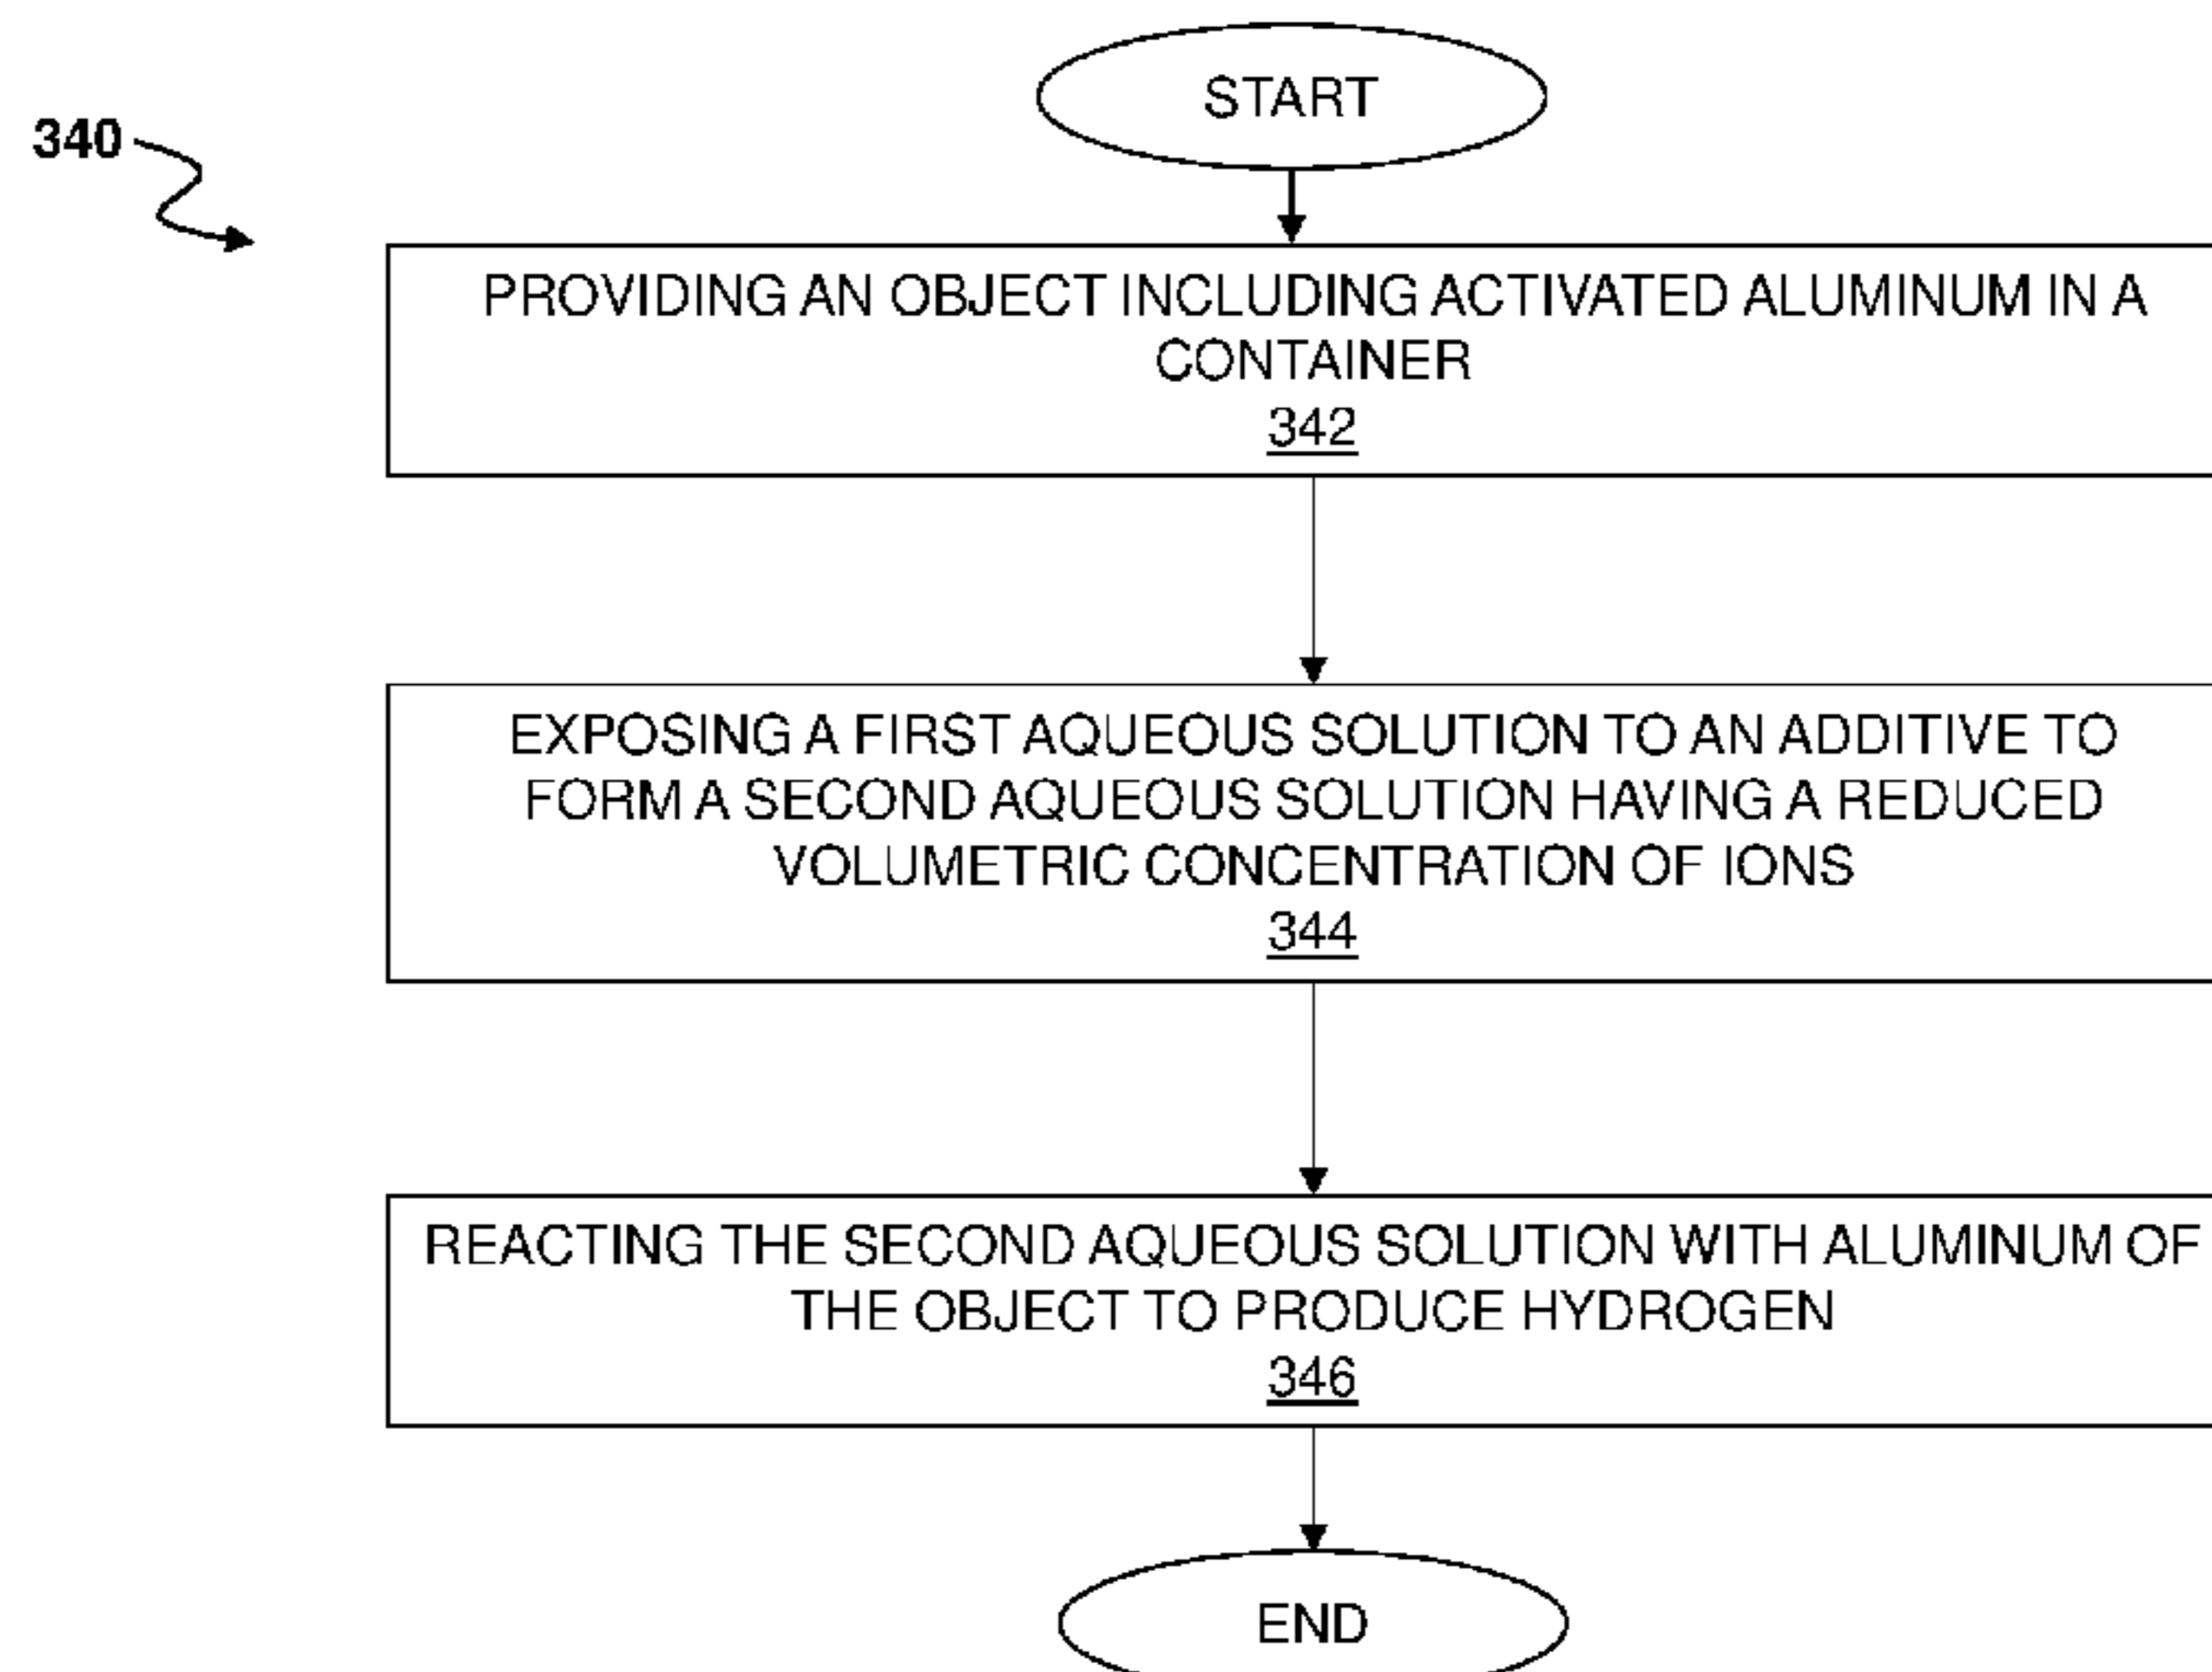 START
340
PROVIDING AN OBJECT INCLUDING ACTIVATED ALUMINUM IN A
CONTAINER
342
EXPOSING A FIRST AQUEOUS SOLUTION TO AN ADDITIVE TO
FORM A SECOND AQUEOUS SOLUTION HAVING A REDUCED
VOLUMETRIC CONCENTRATION OF IONS
344
REACTING THE SECOND AQUEOUS SOLUTION WITH ALUMINUM OF
THE OBJECT TO PRODUCE HYDROGEN
346
END